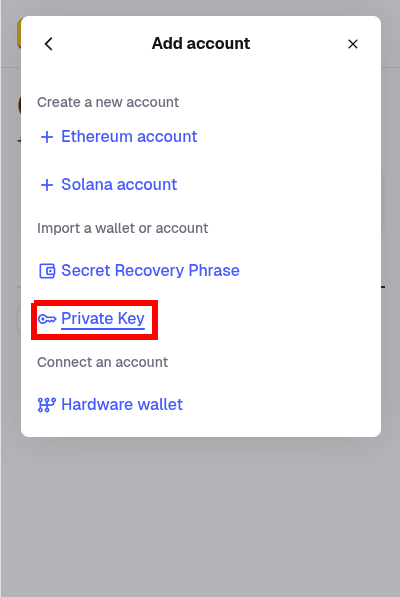 Add account
Create a new account
Ethereum account
Solana account
Import a wallet or account
Secret Recovery Phrase
Private Key
Connect an account
Hardware wallet